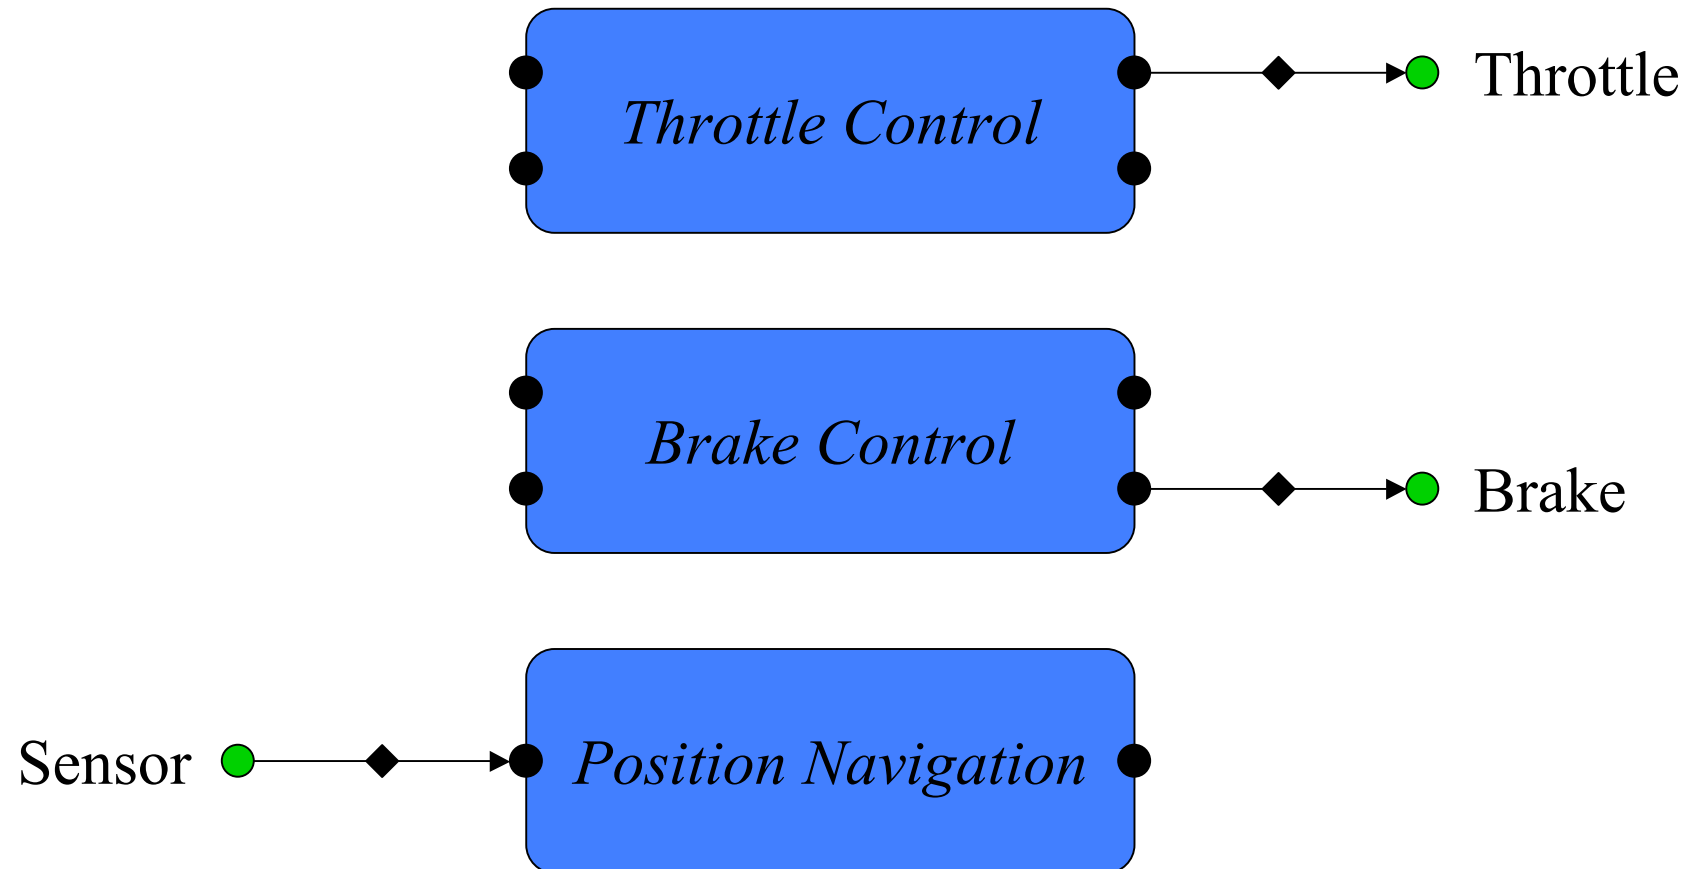 Throttle Control
Throttle
Brake Control
Brake
Sensor
Position Navigation